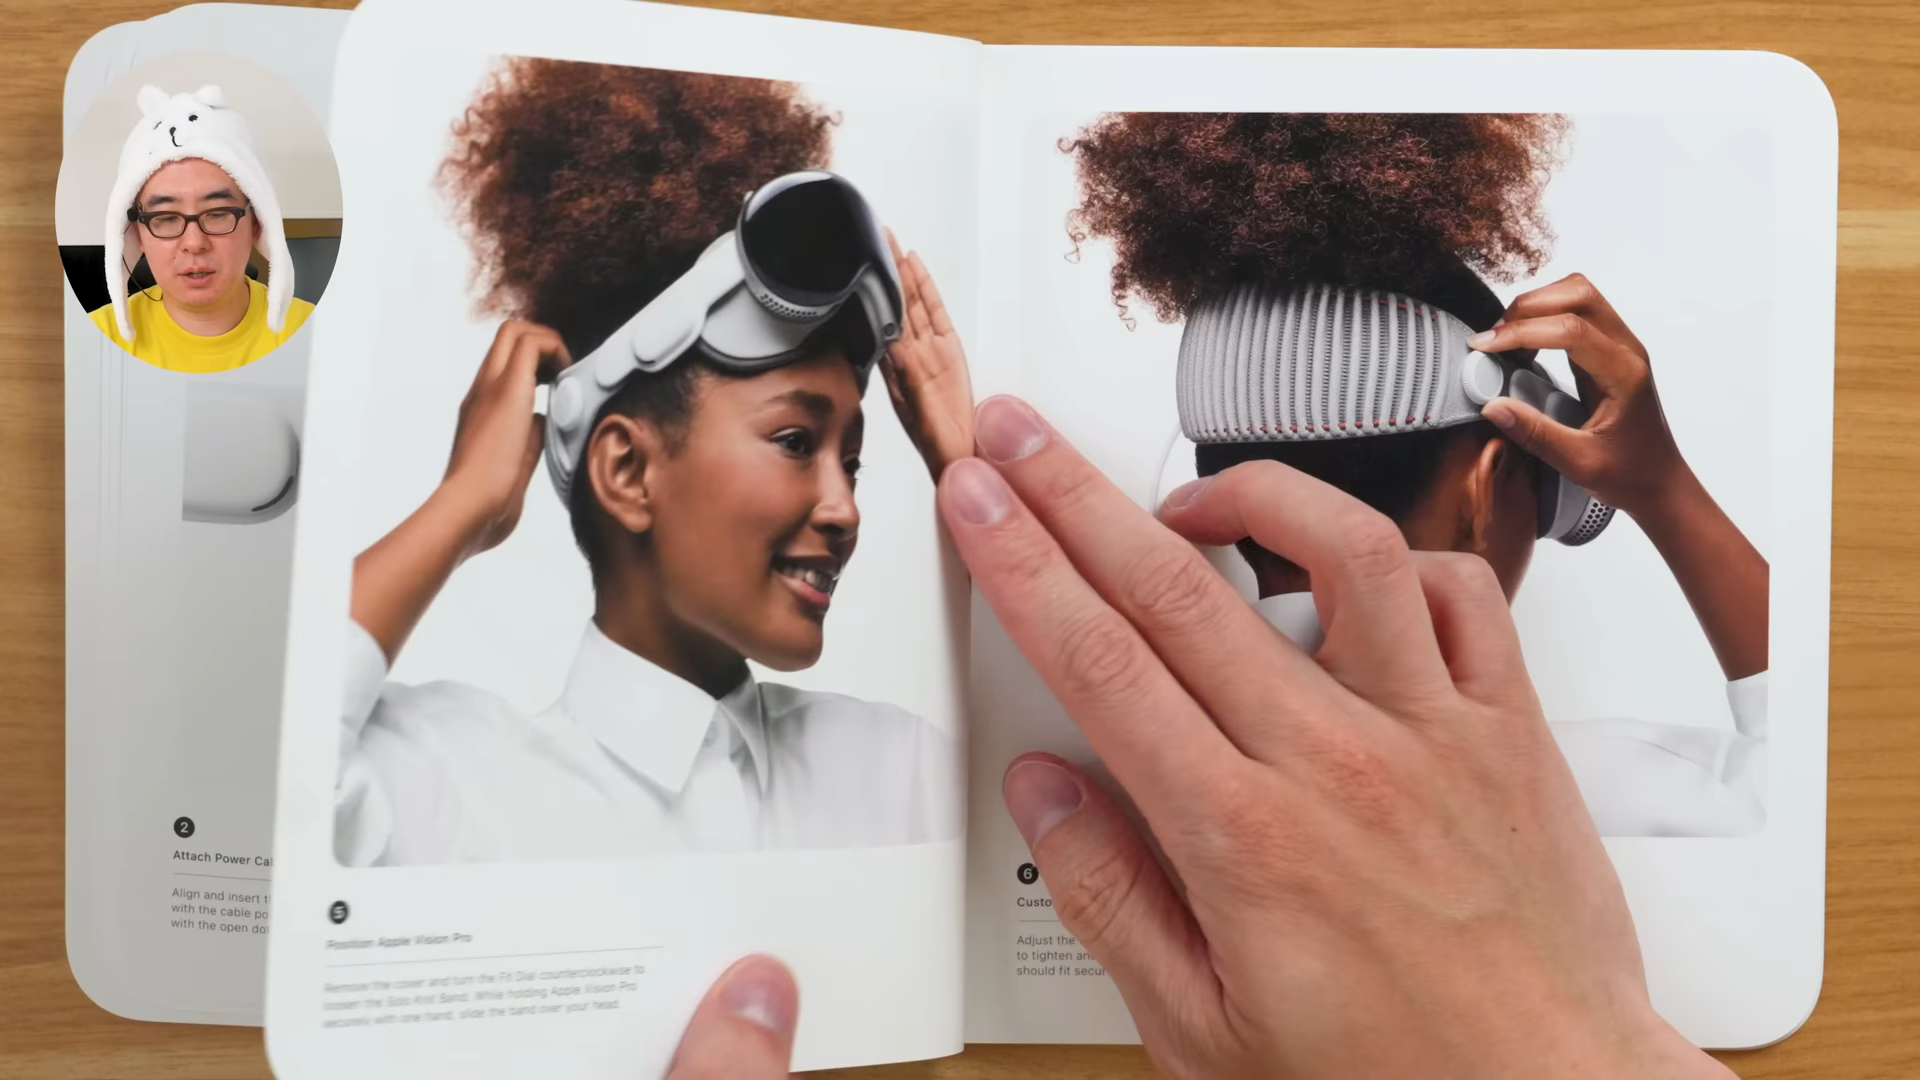 2
Attach Power Ca
Align and insert t
with the cable po
with the open do
5
Position Apple Vision Pro
Remove the cover and turn the Fit Dial counterclockwise to
loosen the Solo Knit Band. While holding Apple Vision Pro
securely with one hand, slide the band over your head.
6
Custo
Adjust the
to tighten an
should fit secur